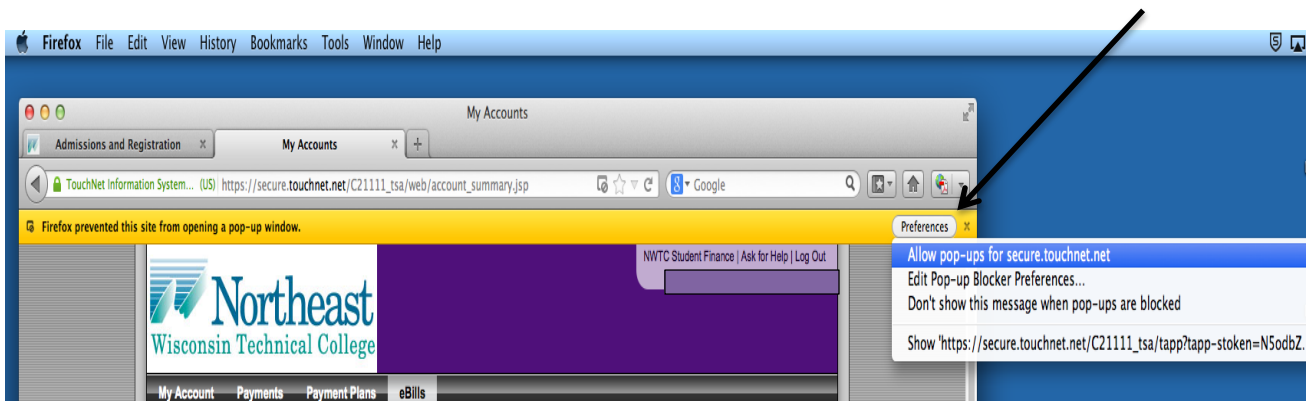 Firefox File Edit View History Bookmarks Tools Window Help
My Accounts
Admissions and Registration x My Accounts x +
TouchNet Information System... (US) https://secure.touchnet.net/C21111_tsa/web/account_summary.jsp Google
Firefox prevented this site from opening a pop-up window. Preferences x
Allow pop-ups for secure.touchnet.net
Edit Pop-up Blocker Preferences...
Don't show this message when pop-ups are blocked
Show 'https://secure.touchnet.net/C21111_tsa/tapp?tapp-stoken=N5odbZ.
NWTC Student Finance | Ask for Help | Log Out
Northeast
Wisconsin Technical College
My Account Payments Payment Plans eBills